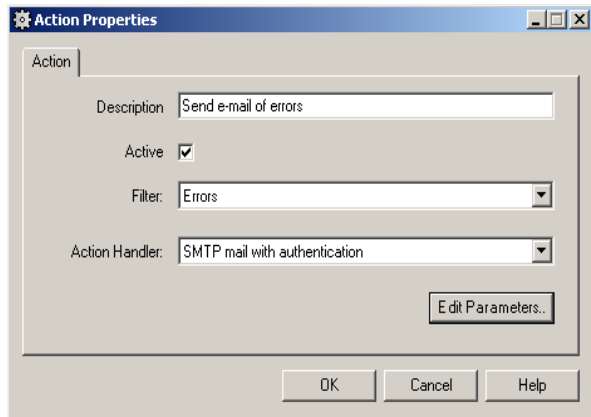 Action Properties
Action
Description Send e-mail of errors
Active
Filter: Errors
Action Handler: SMTP mail with authentication
Edit Parameters..
OK Cancel Help